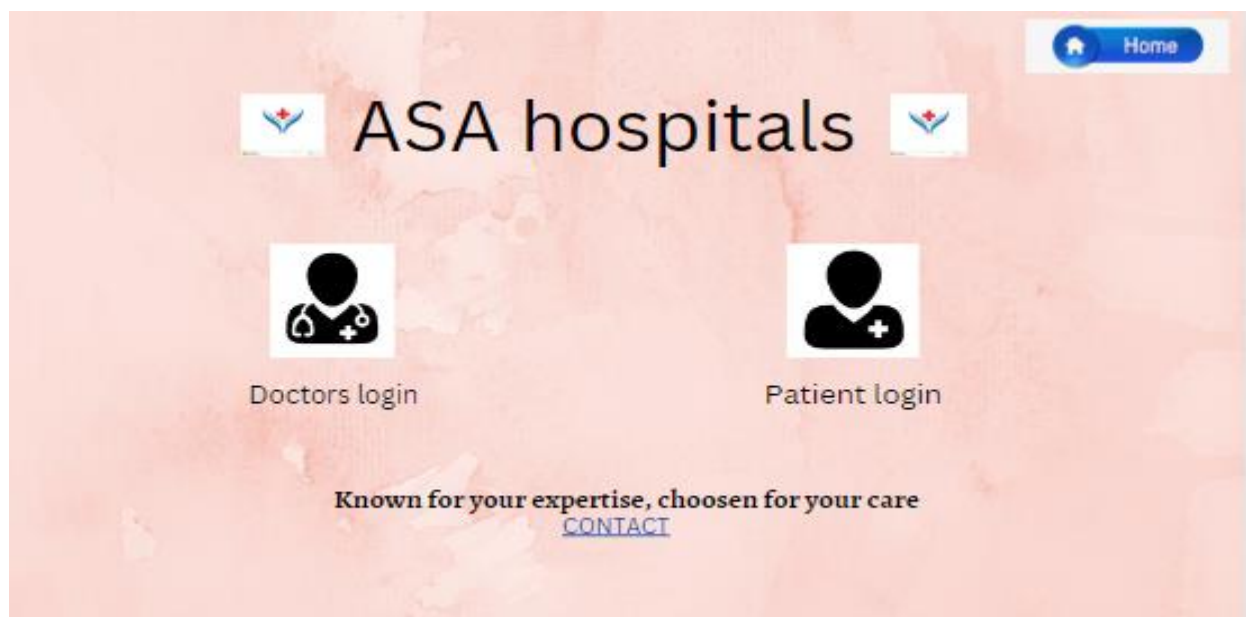 Home
ASA hospitals
Doctors login
Patient login
Known for your expertise, choosen for your care
CONTACT